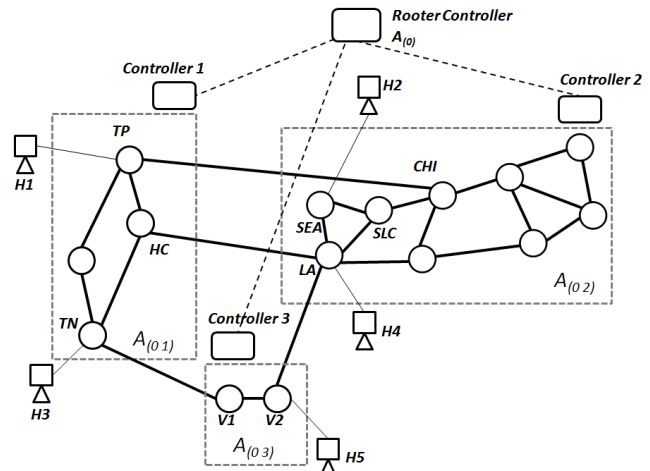 Rooter Controller
A(0)
Controller 1
Controller 2
H2
TP
CHI
H1
SEA
SLC
HC
LA
A(0 2)
Controller 3
H4
TN
A(0 1)
H3
V1
V2
A(0 3)
H5